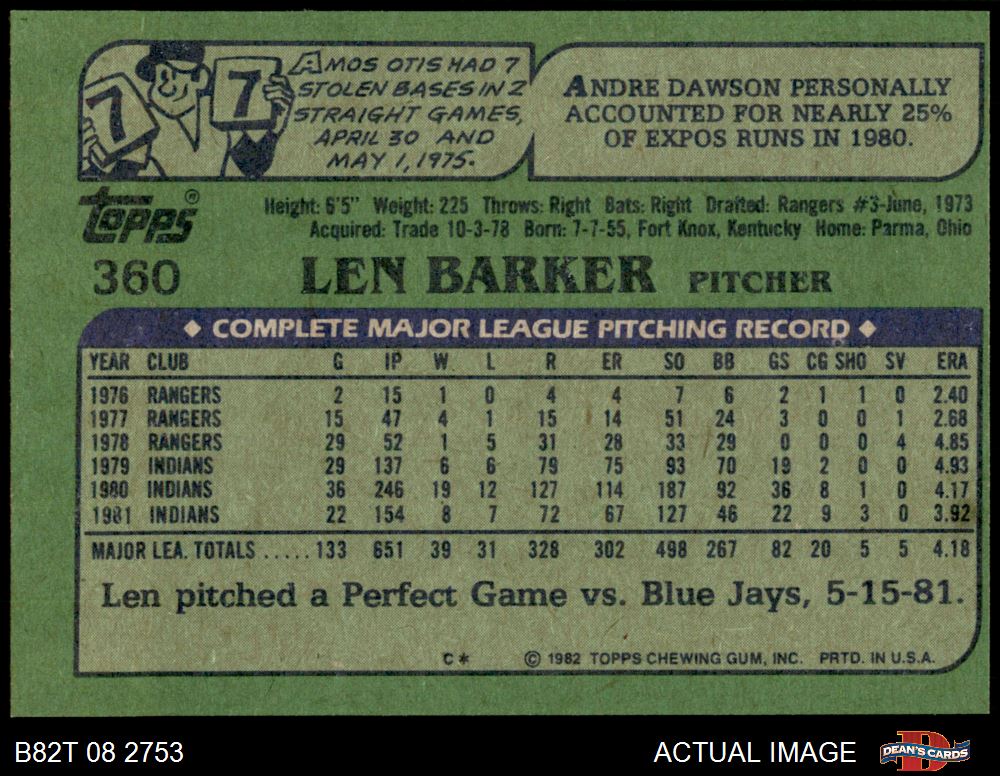 7 7
AMOS OTIS HAD 7
STOLEN BASES IN 2
STRAIGHT GAMES,
APRIL 30 AND
MAY 1, 1975.
ANDRE DAWSON PERSONALLY
ACCOUNTED FOR NEARLY 25%
OF EXPOS RUNS IN 1980.
Topps®
Height: 6'5" Weight: 225 Throws: Right Bats: Right Drafted: Rangers #3-June, 1973
Acquired: Trade 10-3-78 Born: 7-7-55, Fort Knox, Kentucky Home: Parma, Ohio
360 LEN BARKER PITCHER
◆ COMPLETE MAJOR LEAGUE PITCHING RECORD ◆
YEAR CLUB G IP W L R ER SO BB GS CG SHO SV ERA
1976 RANGERS 2 15 1 0 4 4 7 6 2 1 1 0 2.40
1977 RANGERS 15 47 4 1 15 14 51 24 3 0 0 1 2.68
1978 RANGERS 29 52 1 5 31 28 33 29 0 0 0 4 4.85
1979 INDIANS 29 137 6 6 79 75 93 70 19 2 0 0 4.93
1980 INDIANS 36 246 19 12 127 114 187 92 36 8 1 0 4.17
1981 INDIANS 22 154 8 7 72 67 127 46 22 9 3 0 3.92
MAJOR LEA. TOTALS ..... 133 651 39 31 328 302 498 267 82 20 5 5 4.18
Len pitched a Perfect Game vs. Blue Jays, 5-15-81.
C* © 1982 TOPPS CHEWING GUM, INC. PRTD. IN U.S.A.
B82T 08 2753 ACTUAL IMAGE D DEAN'S CARDS